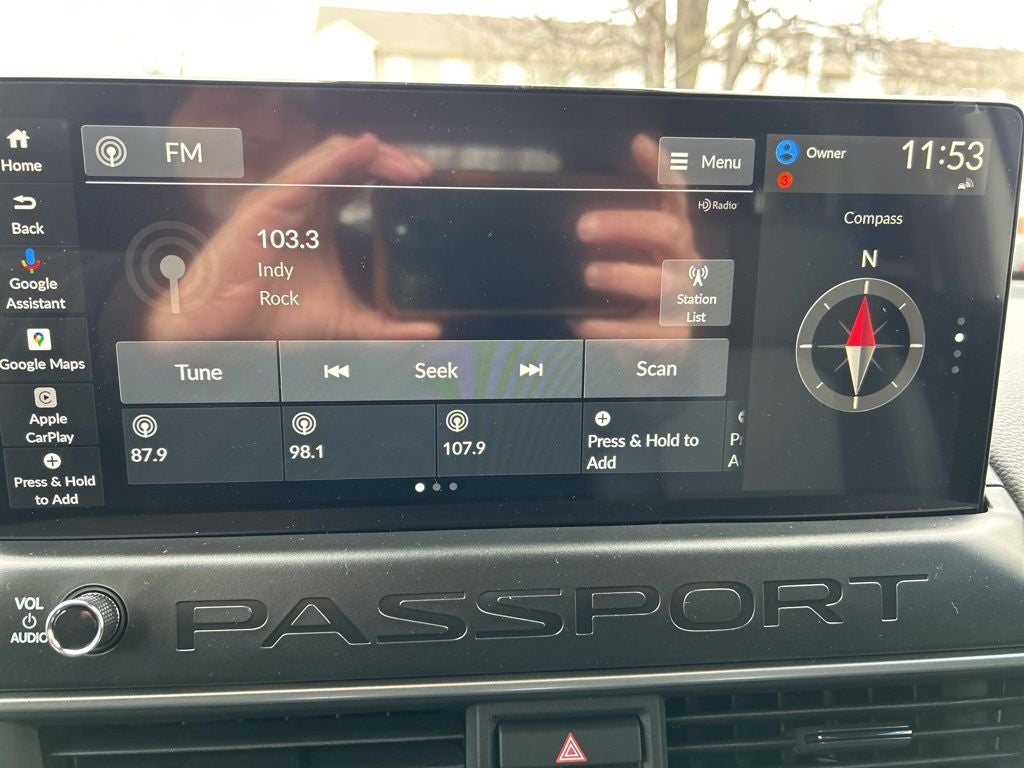 Home
Back
Google
Assistant
Google Maps
Apple
CarPlay
Press & Hold
to Add
FM
Menu
HD Radio
103.3
Indy
Rock
Station
List
Tune
Seek
Scan
87.9
98.1
107.9
Press & Hold to
Add
Owner
3
11:53
Compass
N
VOL
AUDIO
PASSPORT